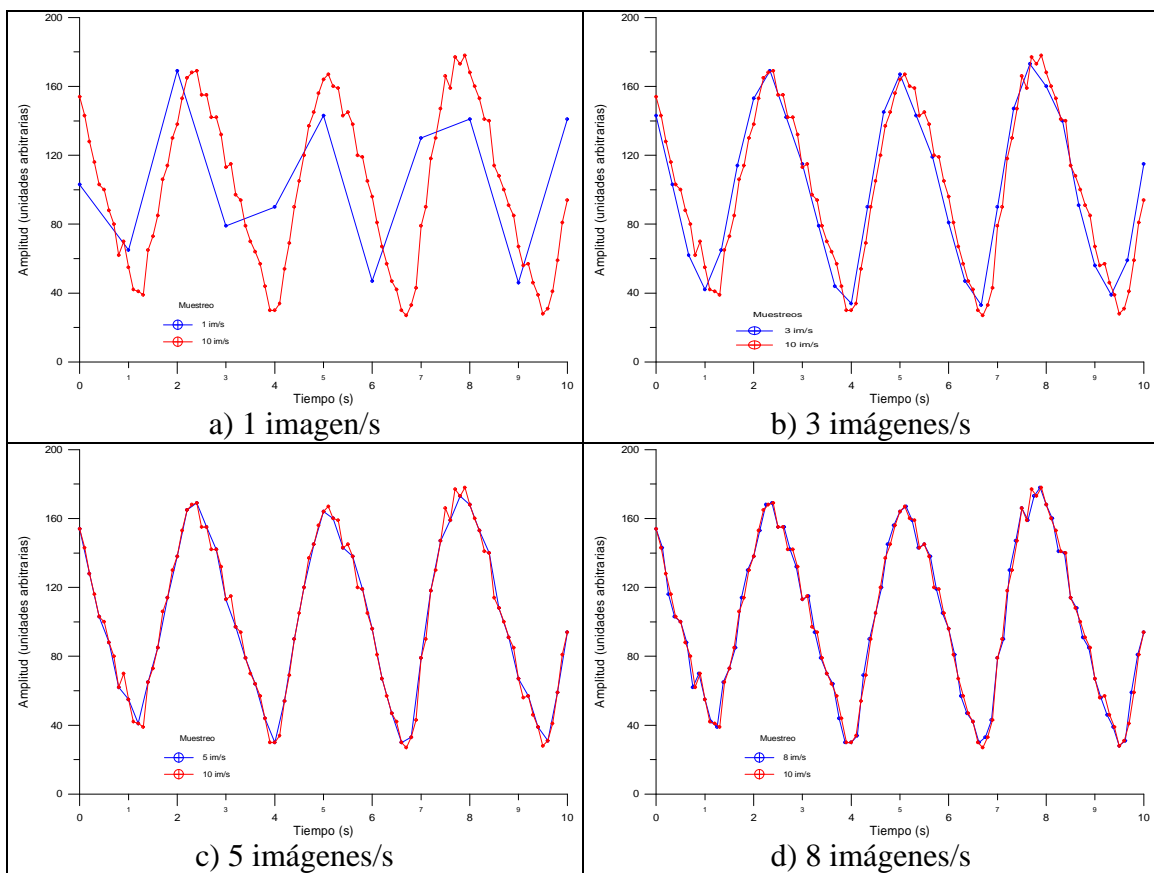 200
160
120
80
40
0
Amplitud (unidades arbitrarias)
Muestreo
1 im/s
10 im/s
0 1 2 3 4 5 6 7 8 9 10
Tiempo (s)
a) 1 imagen/s
200
160
120
80
40
0
Amplitud (unidades arbitrarias)
Muestreos
3 im/s
10 im/s
0 1 2 3 4 5 6 7 8 9 10
Tiempo (s)
b) 3 imágenes/s
200
160
120
80
40
0
Amplitud (unidades arbitrarias)
Muestreo
5 im/s
10 im/s
0 1 2 3 4 5 6 7 8 9 10
Tiempo (s)
c) 5 imágenes/s
200
160
120
80
40
0
Amplitud (unidades arbitrarias)
Muestreo
8 im/s
10 im/s
0 1 2 3 4 5 6 7 8 9 10
Tiempo (s)
d) 8 imágenes/s